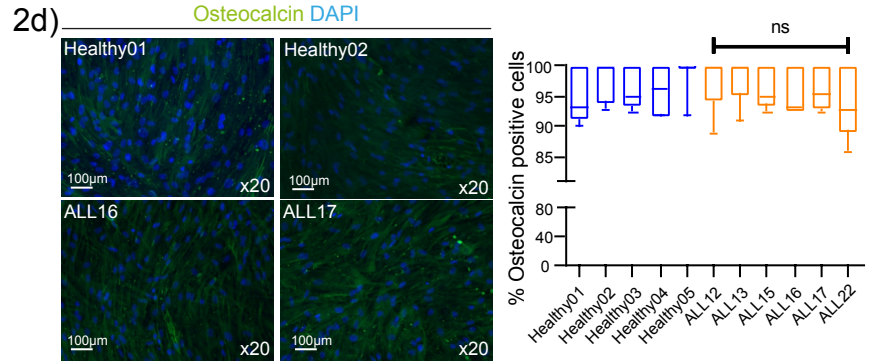 2d)
Osteocalcin DAPI
Healthy01
100µm
x20
Healthy02
100µm
x20
ALL16
100µm
x20
ALL17
100µm
x20
ns
% Osteocalcin positive cells
100
95
90
85
80
40
0
Healthy01
Healthy02
Healthy03
Healthy04
Healthy05
ALL12
ALL13
ALL15
ALL16
ALL17
ALL22